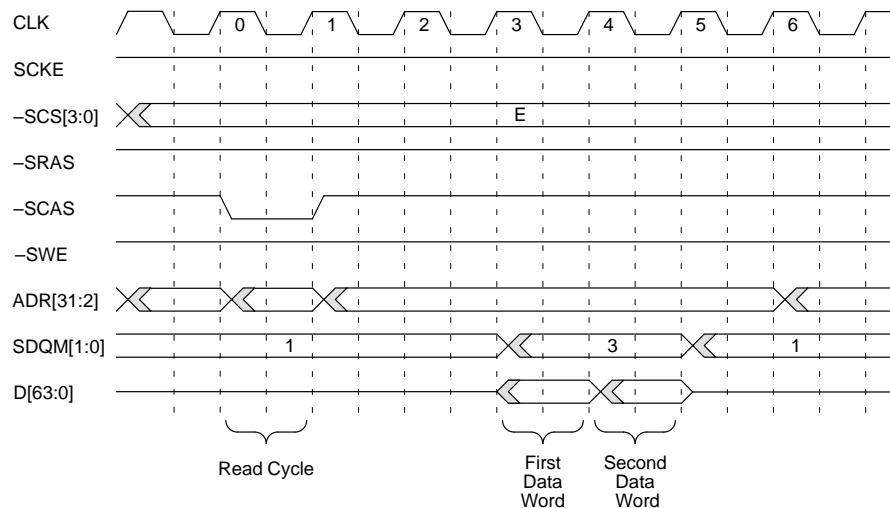 CLK 0 1 2 3 4 5 6
SCKE
–SCS[3:0] E
–SRAS
–SCAS
–SWE
ADR[31:2]
SDQM[1:0] 1 3 1
D[63:0]
Read Cycle
First
Data
Word
Second
Data
Word